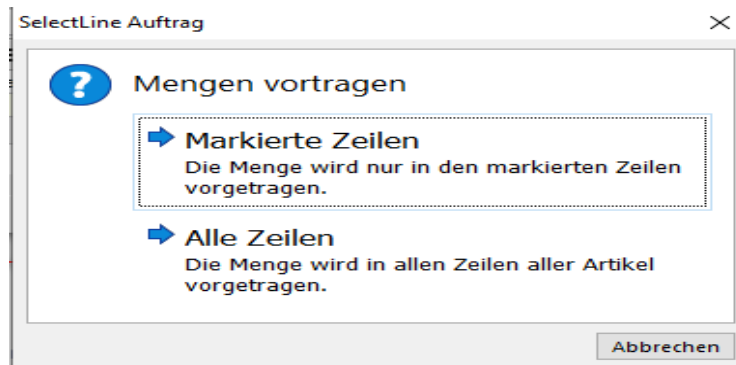 SelectLine Auftrag
Mengen vortragen
Markierte Zeilen
Die Menge wird nur in den markierten Zeilen
vorgetragen.
Alle Zeilen
Die Menge wird in allen Zeilen aller Artikel
vorgetragen.
Abbrechen